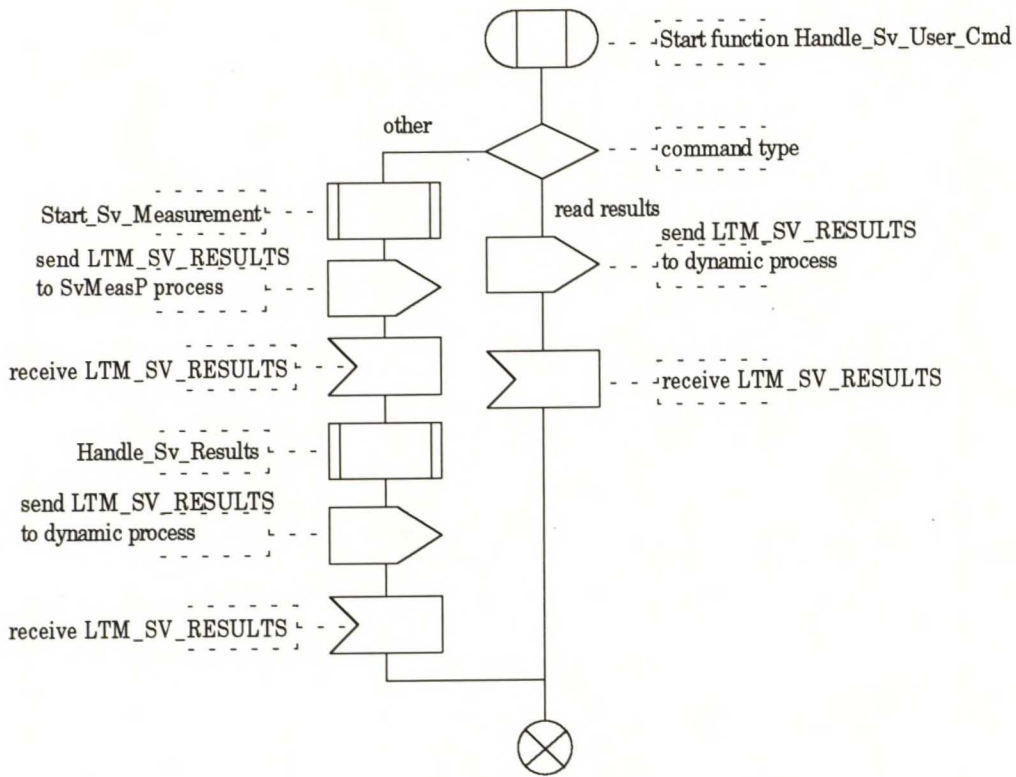 Start function Handle_Sv_User_Cmd
other
command type
Start_Sv_Measurement
read results
send LTM_SV_RESULTS
to dynamic process
send LTM_SV_RESULTS
to SvMeasP process
receive LTM_SV_RESULTS
receive LTM_SV_RESULTS
Handle_Sv_Results
send LTM_SV_RESULTS
to dynamic process
receive LTM_SV_RESULTS